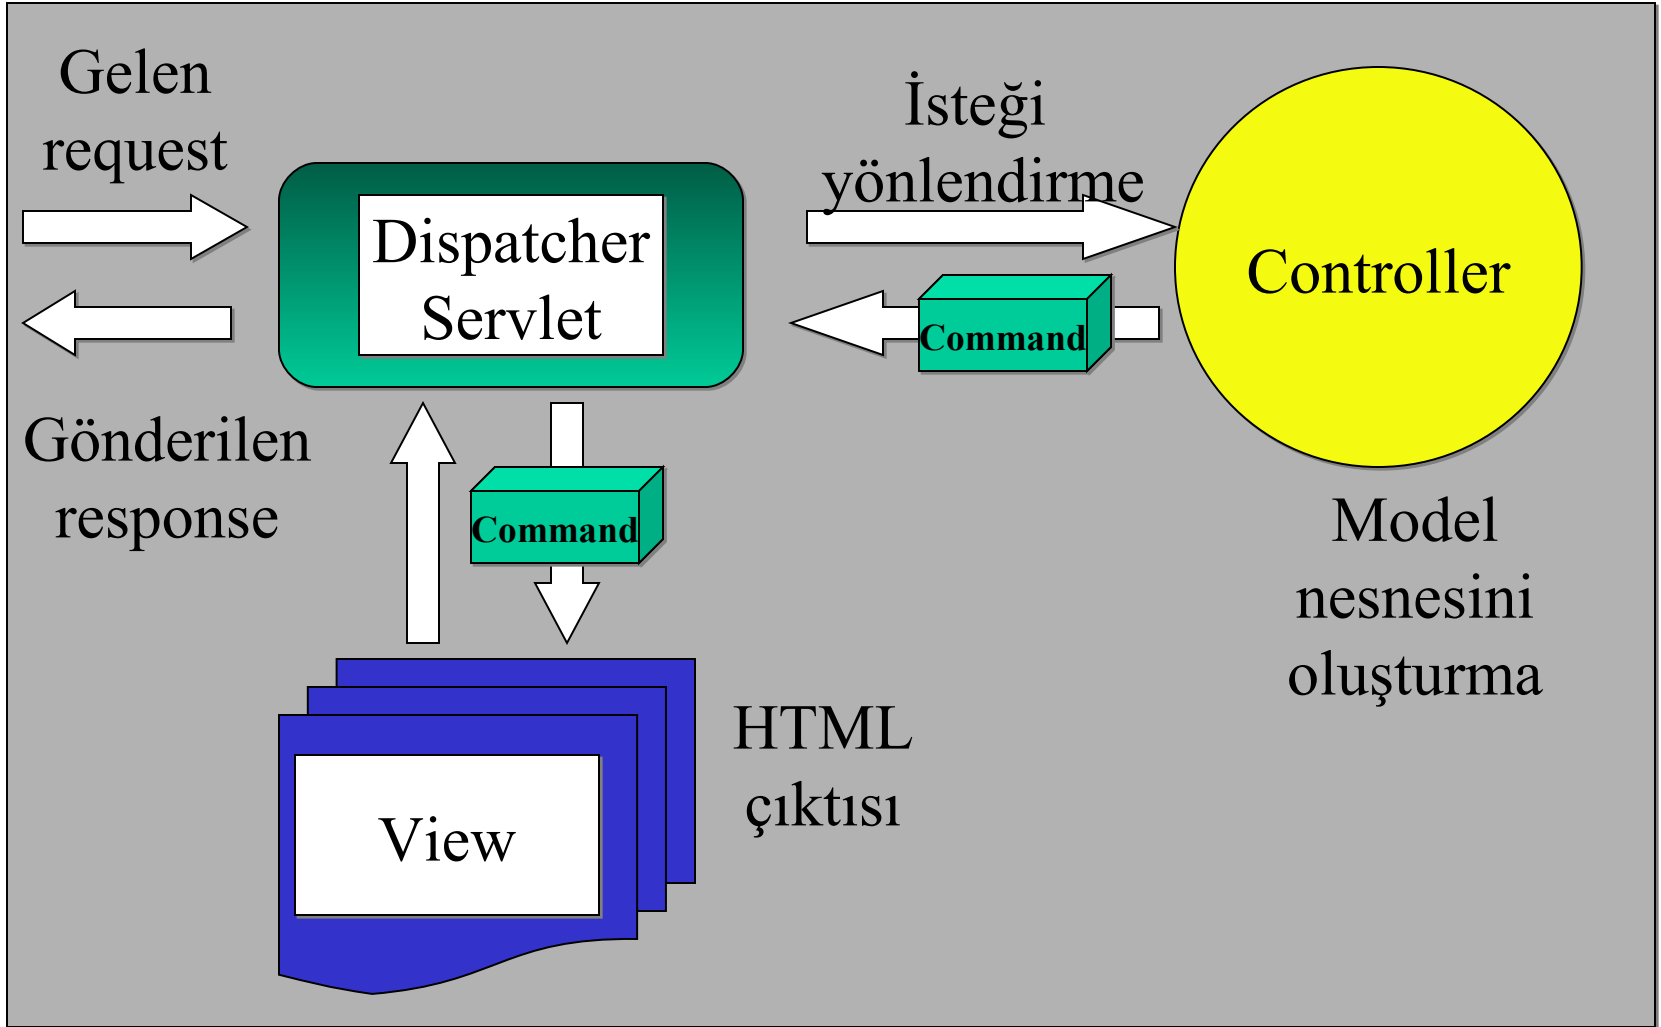 Gelen
request
İsteği
yönlendirme
Dispatcher
Servlet
Controller
Command
Gönderilen
response
Command
Model
nesnesini
oluşturma
HTML
çıktısı
View